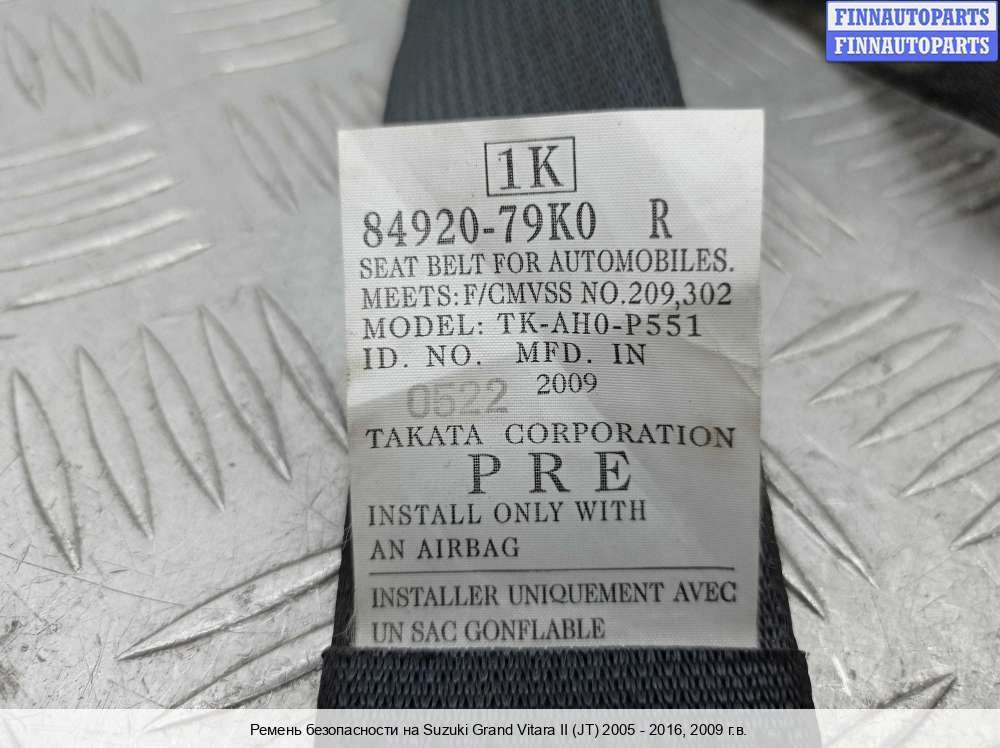 FINNAUTOPARTS
FINNAUTOPARTS
1K
84920-79K0 R
SEAT BELT FOR AUTOMOBILES.
MEETS: F/CMVSS NO.209,302
MODEL: TK-AH0-P551
ID. NO. MFD. IN
0522 2009
TAKATA CORPORATION
PRE
INSTALL ONLY WITH
AN AIRBAG
INSTALLER UNIQUEMENT AVEC
UN SAC GONFLABLE
Ремень безопасности на Suzuki Grand Vitara II (JT) 2005 - 2016, 2009 г.в.